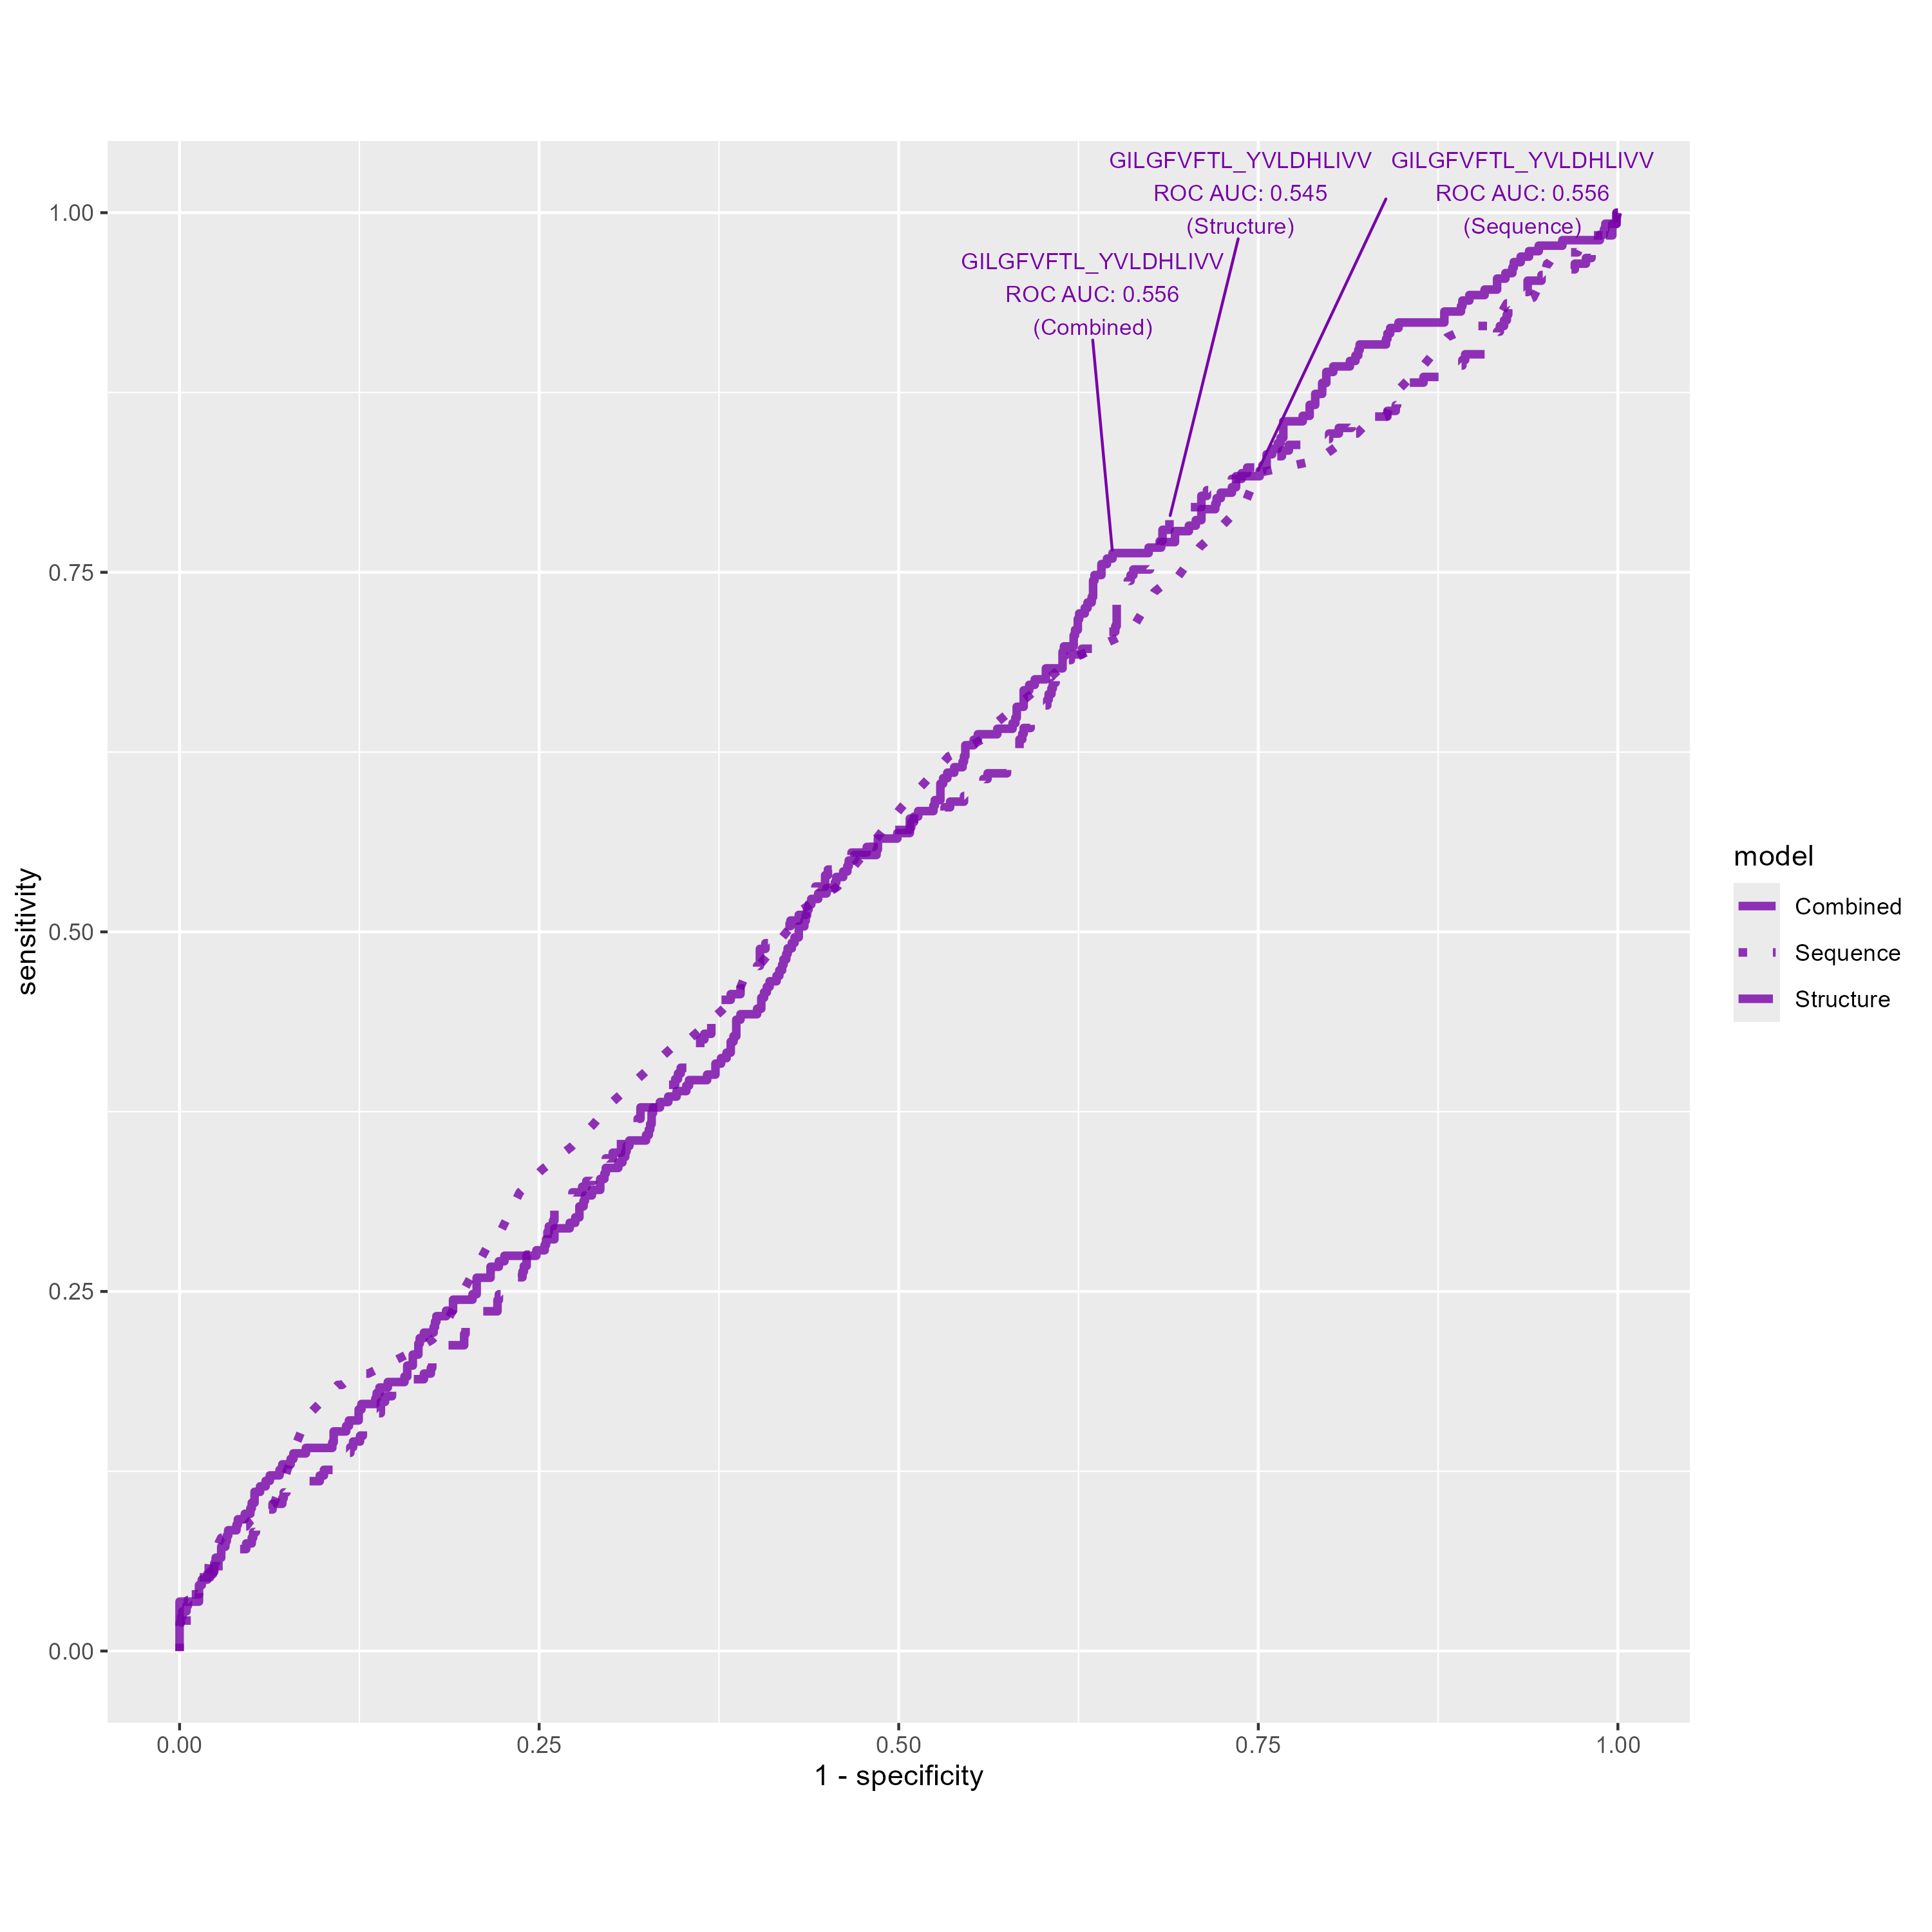 GILGFVFTL_YVLDHLIVV
ROC AUC: 0.545
(Structure)
GILGFVFTL_YVLDHLIVV
ROC AUC: 0.556
(Sequence)
GILGFVFTL_YVLDHLIVV
ROC AUC: 0.556
(Combined)
1.00
0.75
0.50
0.25
0.00
sensitivity
0.00
0.25
0.50
0.75
1.00
1 - specificity
model
Combined
Sequence
Structure